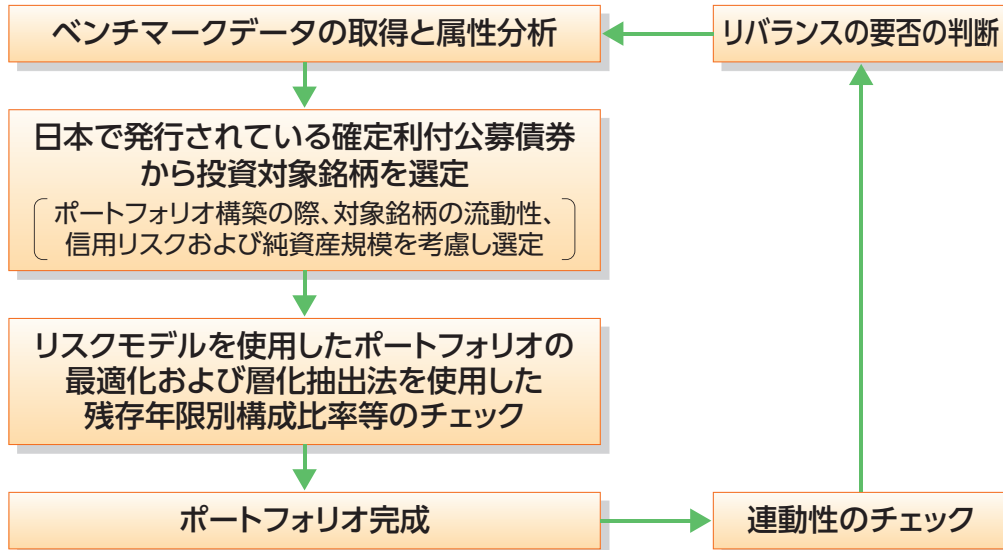 ベンチマークデータの取得と属性分析
リバランスの要否の判断
日本で発行されている確定利付公募債券
から投資対象銘柄を選定
ポートフォリオ構築の際、対象銘柄の流動性、
信用リスクおよび純資産規模を考慮し選定
リスクモデルを使用したポートフォリオの
最適化および層化抽出法を使用した
残存年限別構成比率等のチェック
ポートフォリオ完成
連動性のチェック